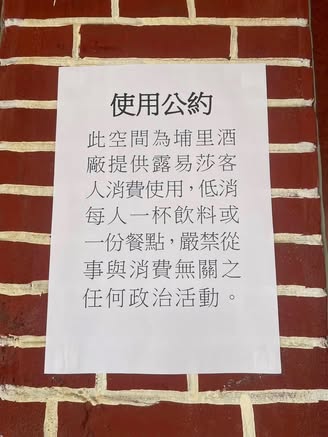 使用公約
此空間為埔里酒
廠提供露易莎客
人消費使用，低消
每人一杯飲料或
一份餐點，嚴禁從
事與消費無關之
任何政治活動。